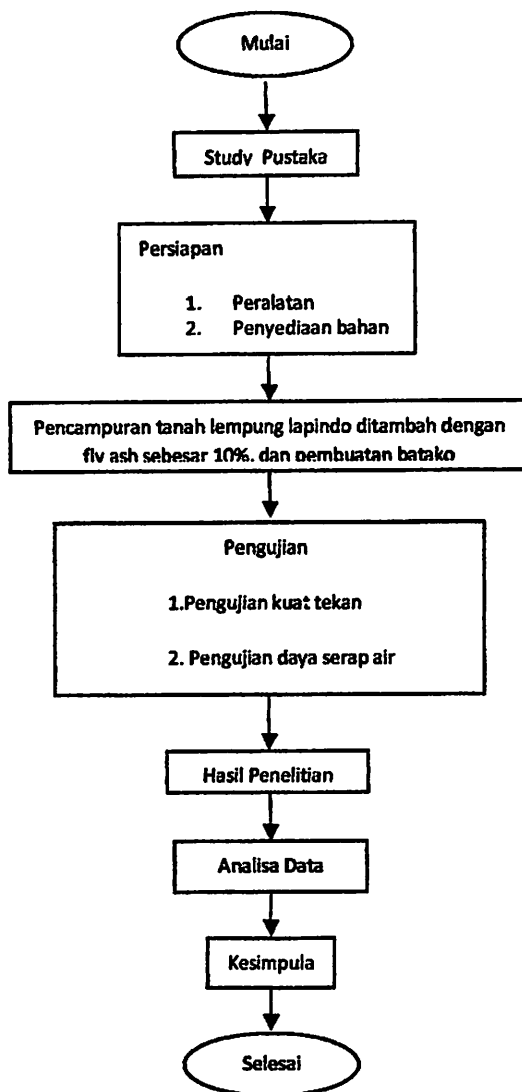 Mulai
Study Pustaka
Persiapan
1. Peralatan
2. Penyediaan bahan
Pencampuran tanah lempung lapindo ditambah dengan
fly ash sebesar 10%. dan pembuatan batako
Pengujian
1.Pengujian kuat tekan
2. Pengujian daya serap air
Hasil Penelitian
Analisa Data
Kesimpula
Selesai